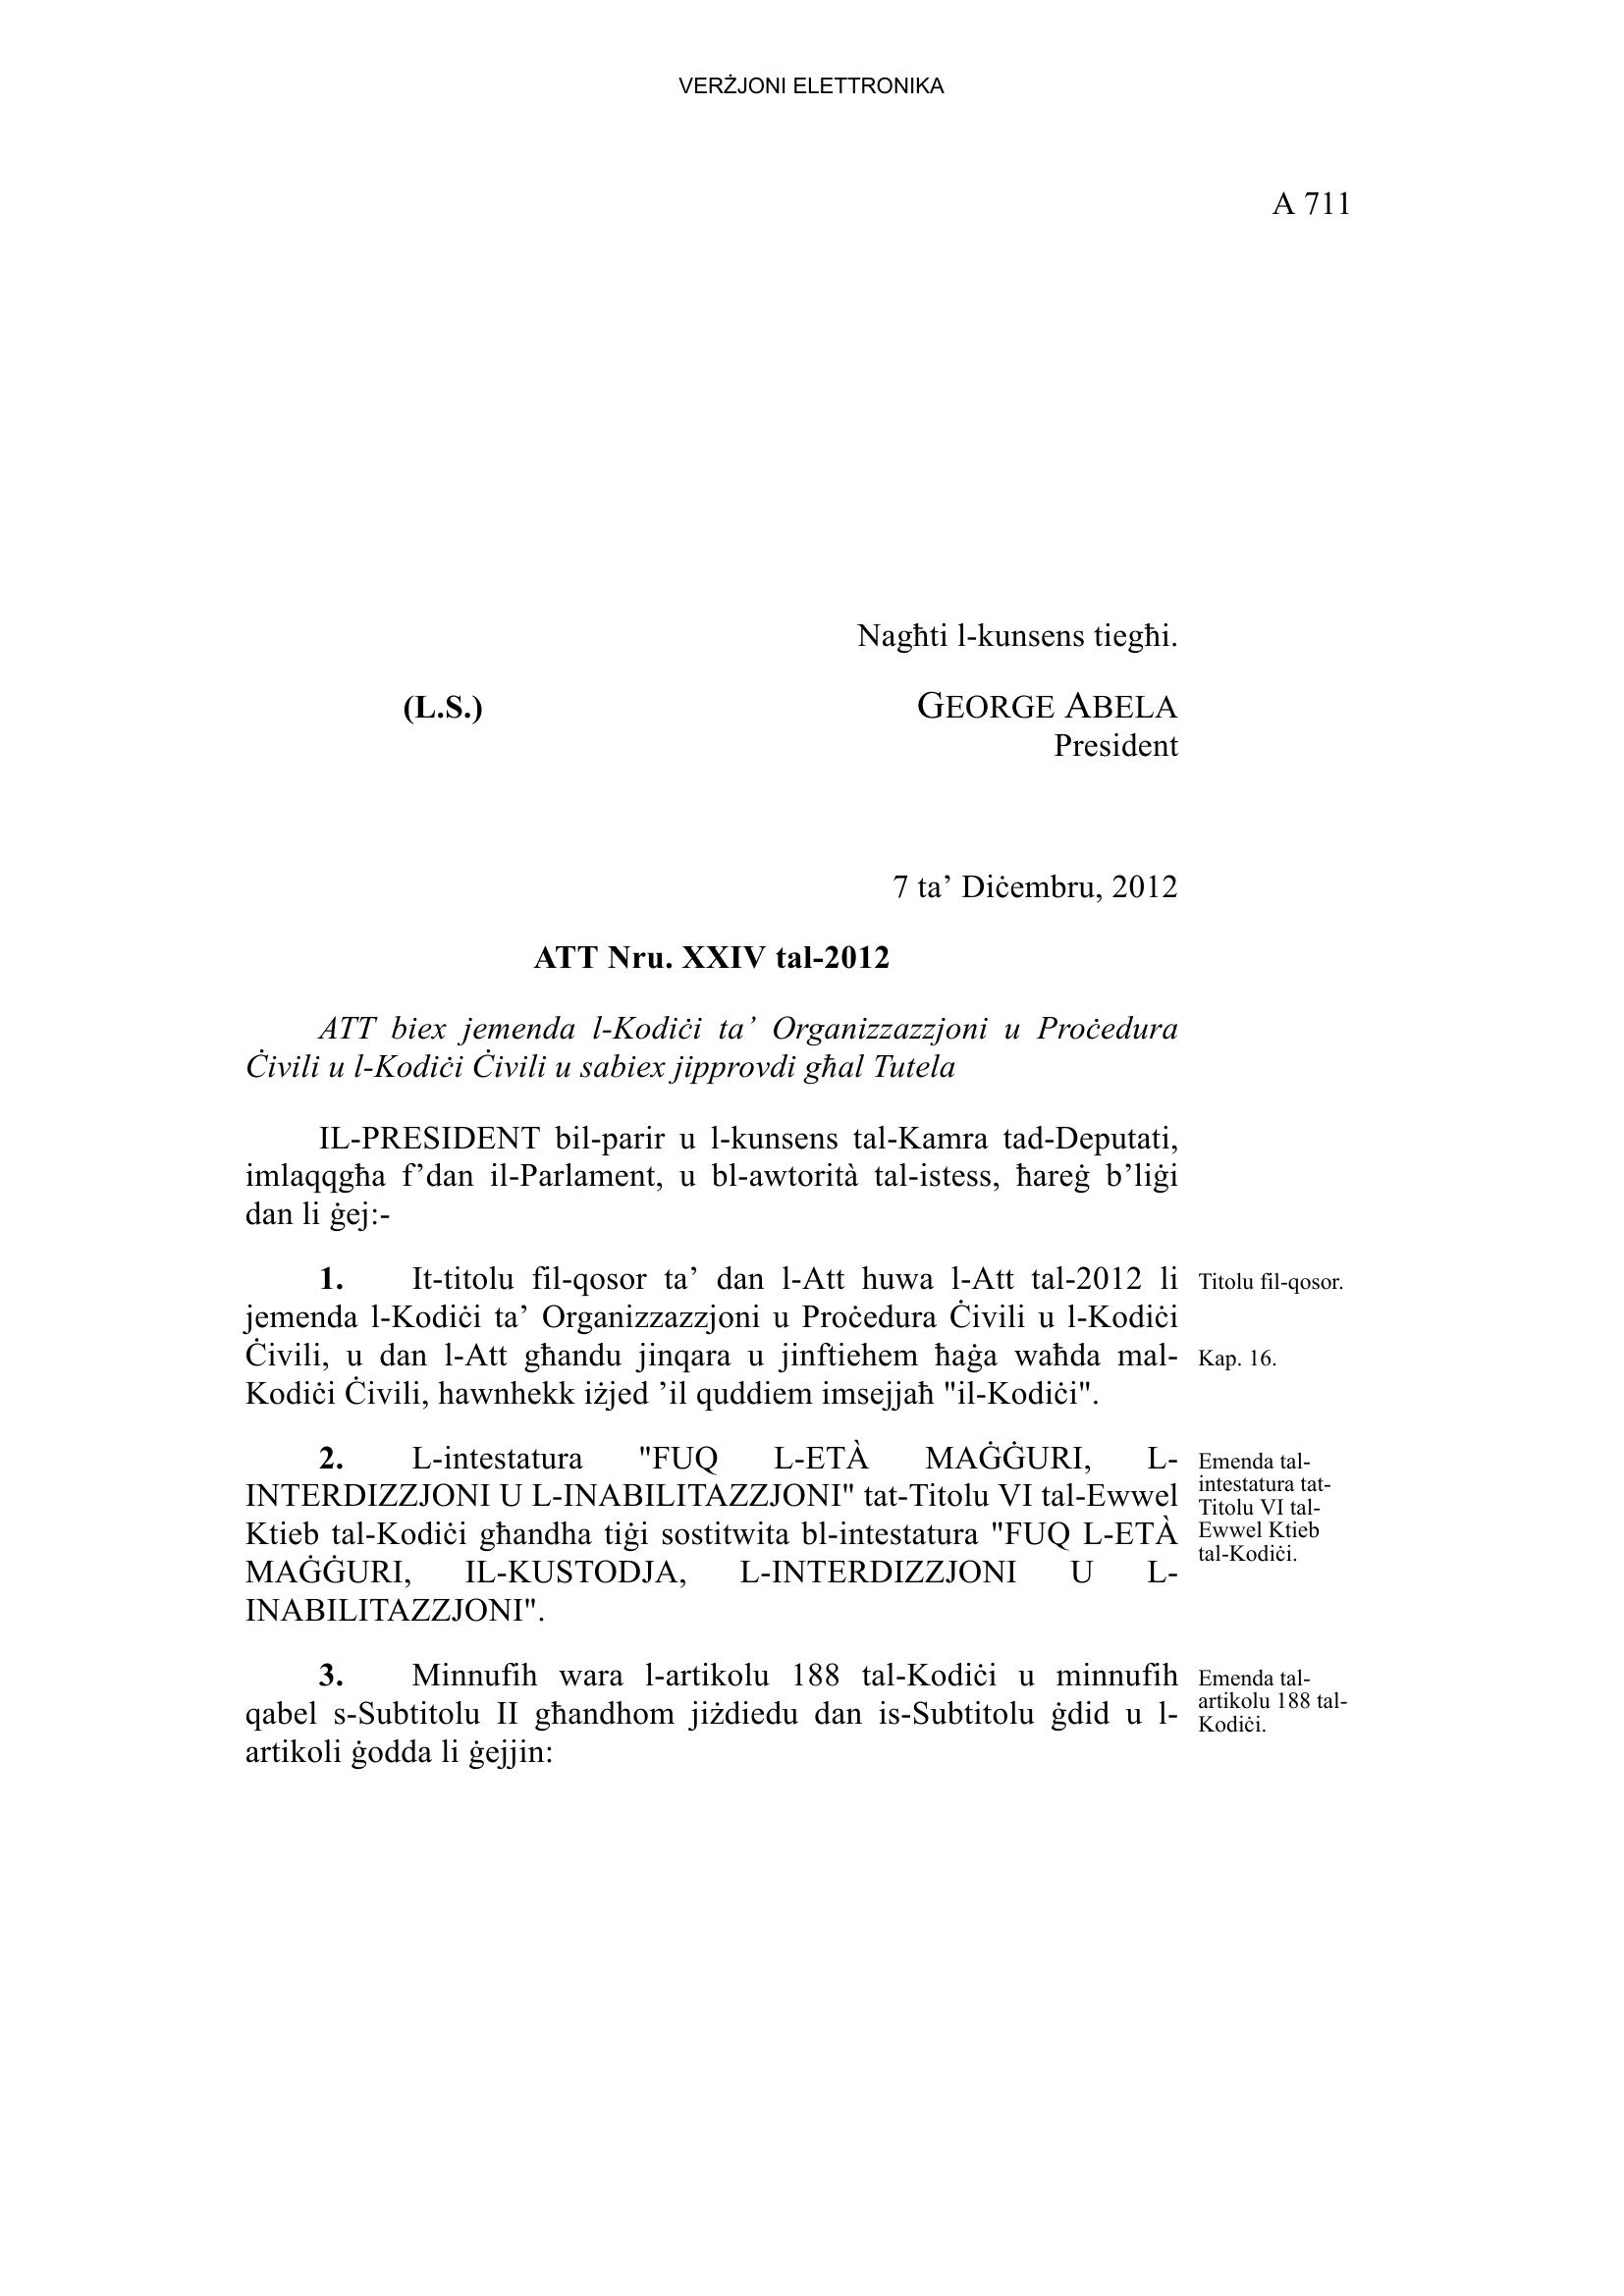 VERŻJONI ELETTRONIKA
A 711
Nagħti l-kunsens tiegħi.
(L.S.) GEORGE ABELA
President
7 ta’ Diċembru, 2012
ATT Nru. XXIV tal-2012
ATT biex jemenda l-Kodiċi ta’ Organizzazzjoni u Proċedura
Ċivili u l-Kodiċi Ċivili u sabiex jipprovdi għal Tutela
IL-PRESIDENT bil-parir u l-kunsens tal-Kamra tad-Deputati,
imlaqqgħa f’dan il-Parlament, u bl-awtorità tal-istess, ħareġ b’liġi
dan li ġej:-
1. It-titolu fil-qosor ta’ dan l-Att huwa l-Att tal-2012 li
jemenda l-Kodiċi ta’ Organizzazzjoni u Proċedura Ċivili u l-Kodiċi
Ċivili, u dan l-Att għandu jinqara u jinftiehem ħaġa waħda mal-
Kodiċi Ċivili, hawnhekk iżjed ’il quddiem imsejjaħ "il-Kodiċi".
Titolu fil-qosor.
Kap. 16.
2. L-intestatura "FUQ L-ETÀ MAĠĠURI, L-
INTERDIZZJONI U L-INABILITAZZJONI" tat-Titolu VI tal-Ewwel
Ktieb tal-Kodiċi għandha tiġi sostitwita bl-intestatura "FUQ L-ETÀ
MAĠĠURI, IL-KUSTODJA, L-INTERDIZZJONI U L-
INABILITAZZJONI".
Emenda tal-
intestatura tat-
Titolu VI tal-
Ewwel Ktieb
tal-Kodiċi.
3. Minnufih wara l-artikolu 188 tal-Kodiċi u minnufih
qabel s-Subtitolu II għandhom jiżdiedu dan is-Subtitolu ġdid u l-
artikoli ġodda li ġejjin:
Emenda tal-
artikolu 188 tal-
Kodiċi.